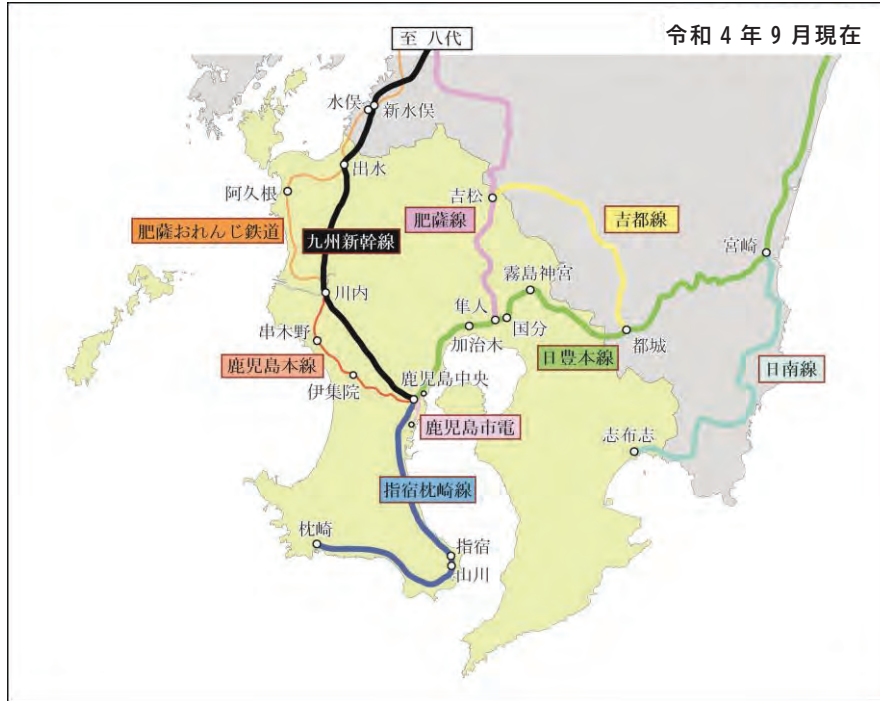 令和 4 年 9 月現在
至 八代
水俣
新水俣
出水
阿久根
吉松
肥薩線
吉都線
肥薩おれんじ鉄道
九州新幹線
宮崎
霧島神宮
川内
隼人
国分
串木野
加治木
都城
日豊本線
鹿児島本線
日南線
伊集院
鹿児島中央
鹿児島市電
志布志
指宿枕崎線
枕崎
指宿
山川